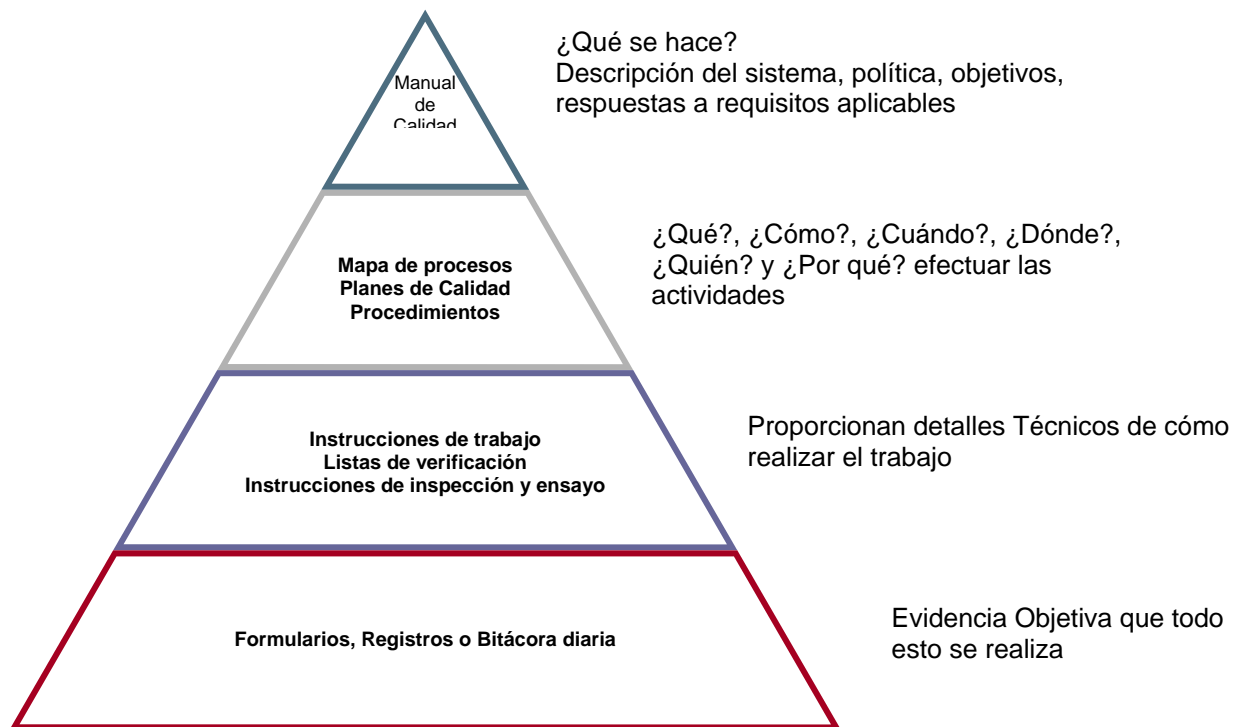 ¿Qué se hace?
Descripción del sistema, política, objetivos,
respuestas a requisitos aplicables
Manual
de
Calidad
¿Qué?, ¿Cómo?, ¿Cuándo?, ¿Dónde?,
¿Quién? y ¿Por qué? efectuar las
actividades
Mapa de procesos
Planes de Calidad
Procedimientos
Proporcionan detalles Técnicos de cómo
realizar el trabajo
Instrucciones de trabajo
Listas de verificación
Instrucciones de inspección y ensayo
Evidencia Objetiva que todo
esto se realiza
Formularios, Registros o Bitácora diaria